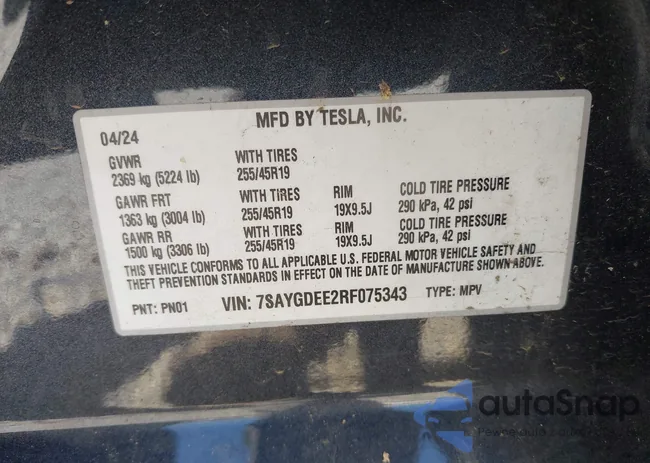 MFD BY TESLA, INC.
04/24
GVWR WITH TIRES
2369 kg (5224 lb) 255/45R19
GAWR FRT WITH TIRES RIM COLD TIRE PRESSURE
1363 kg (3004 lb) 255/45R19 19X9.5J 290 kPa, 42 psi
GAWR RR WITH TIRES RIM COLD TIRE PRESSURE
1500 kg (3306 lb) 255/45R19 19X9.5J 290 kPa, 42 psi
THIS VEHICLE CONFORMS TO ALL APPLICABLE U.S. FEDERAL MOTOR VEHICLE SAFETY AND
THEFT PREVENTION STANDARDS IN EFFECT ON THE DATE OF MANUFACTURE SHOWN ABOVE.
PNT: PN01 VIN: 7SAYGDEE2RF075343 TYPE: MPV
autaSnap